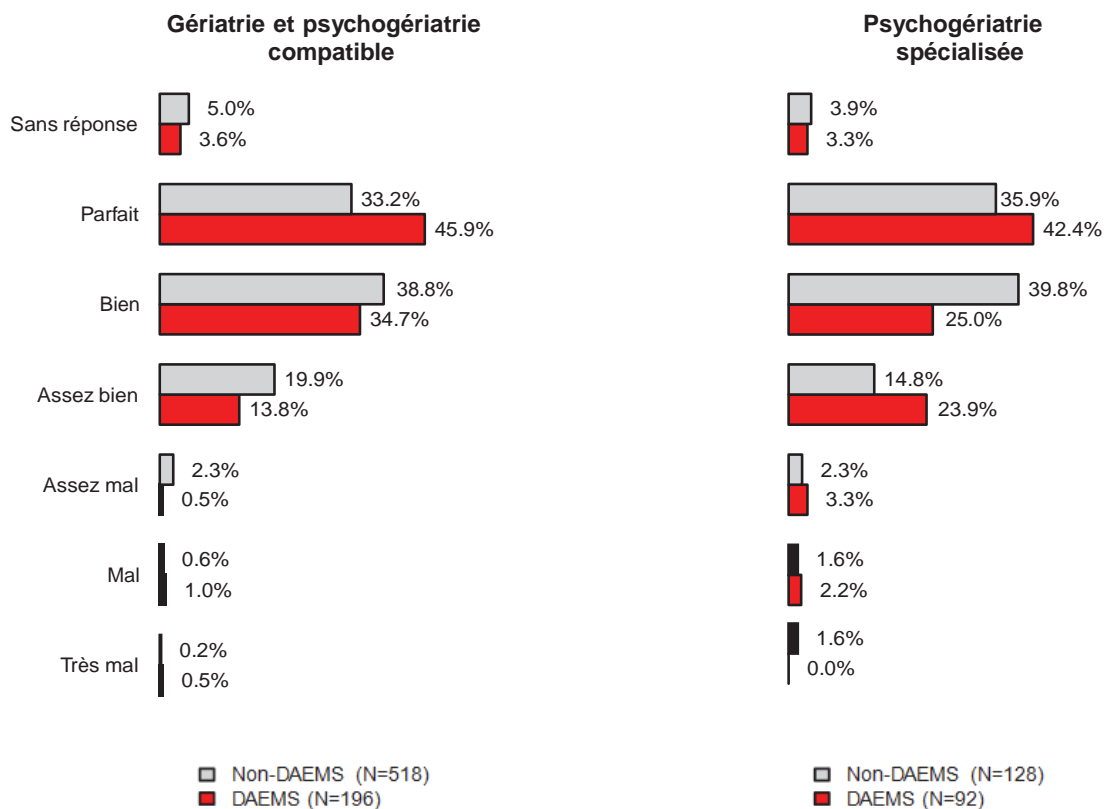 Gériatrie et psychogériatrie
compatible
Sans réponse
5.0%
3.6%
Parfait
33.2%
45.9%
Bien
38.8%
34.7%
Assez bien
19.9%
13.8%
Assez mal
2.3%
0.5%
Mal
0.6%
1.0%
Très mal
0.2%
0.5%
Non-DAEMS (N=518)
DAEMS (N=196)
Psychogériatrie
spécialisée
3.9%
3.3%
35.9%
42.4%
39.8%
25.0%
14.8%
23.9%
2.3%
3.3%
1.6%
2.2%
1.6%
0.0%
Non-DAEMS (N=128)
DAEMS (N=92)